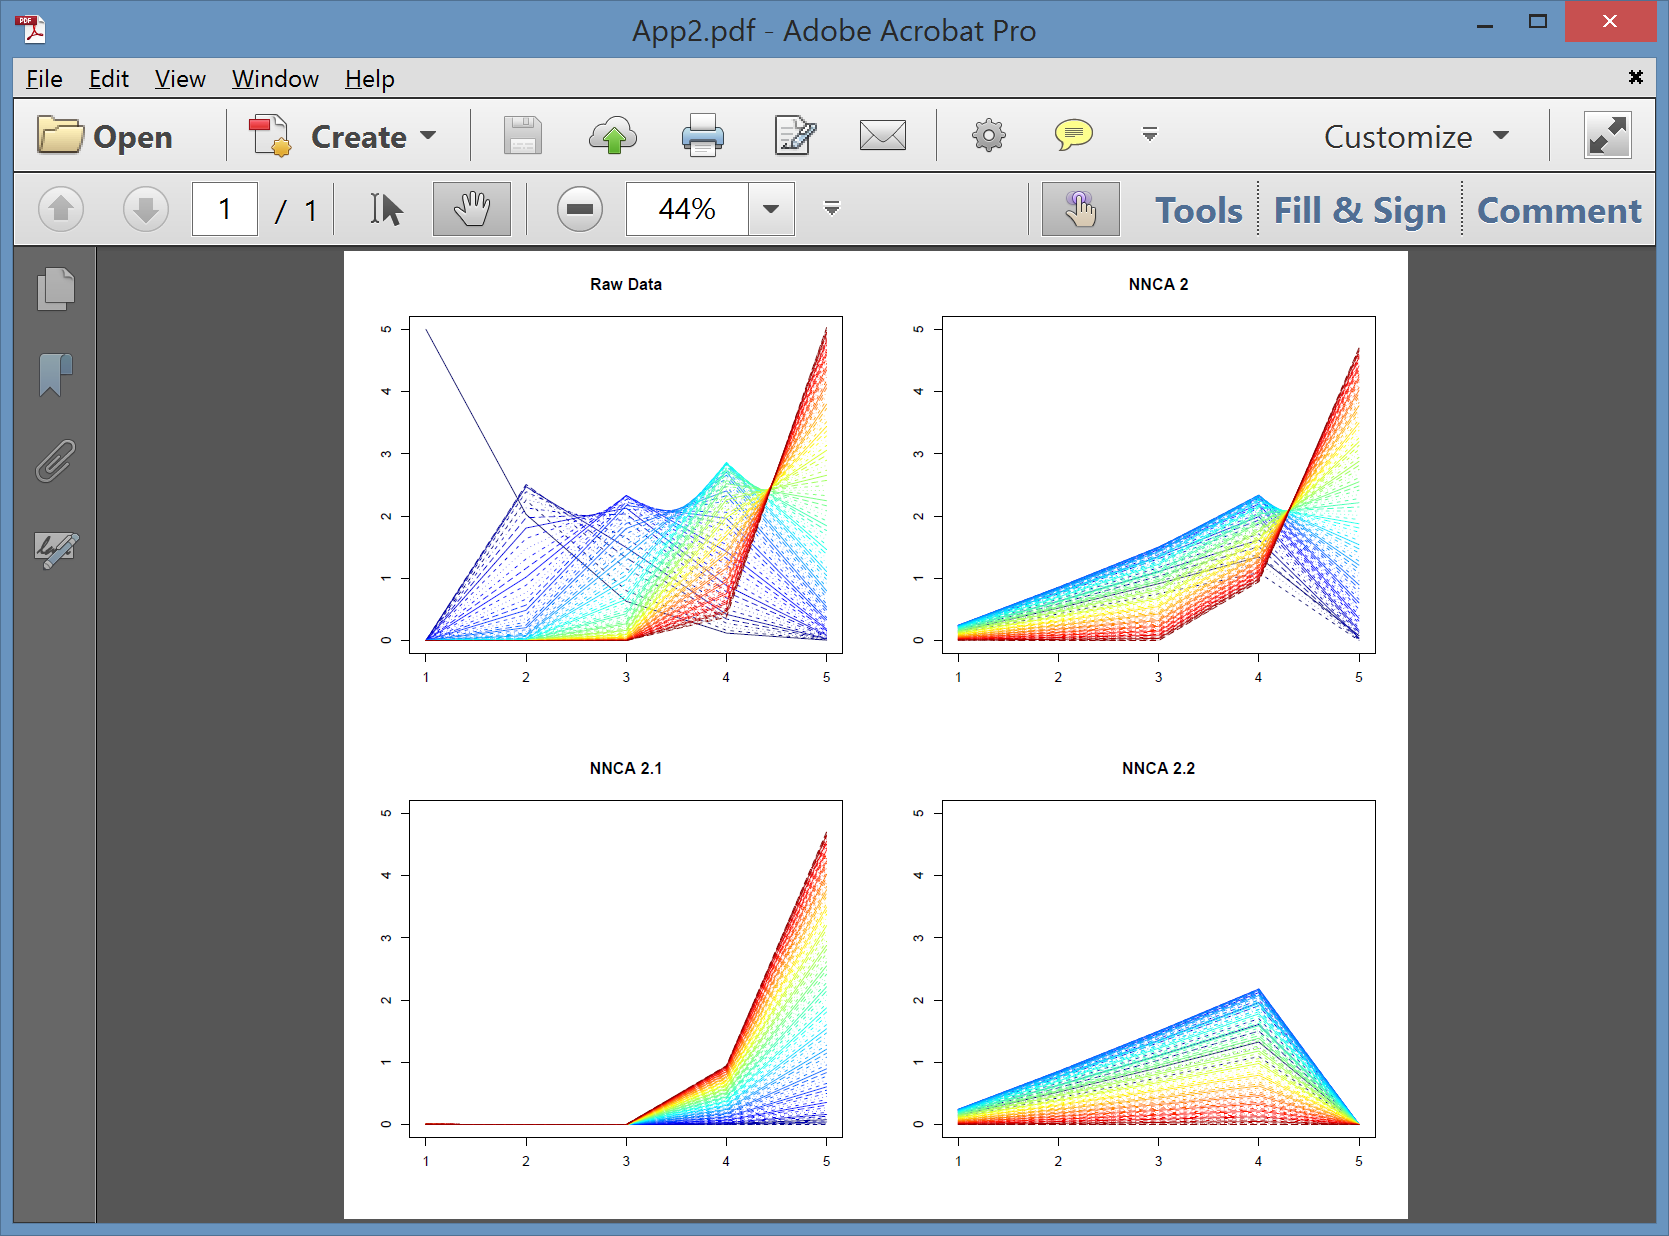 App2.pdf - Adobe Acrobat Pro
File Edit View Window Help
Open Create Customize
1 / 1 44% Tools Fill & Sign Comment
Raw Data
5
4
3
2
1
0
1 2 3 4 5
NNCA 2
5
4
3
2
1
0
1 2 3 4 5
NNCA 2.1
5
4
3
2
1
0
1 2 3 4 5
NNCA 2.2
5
4
3
2
1
0
1 2 3 4 5